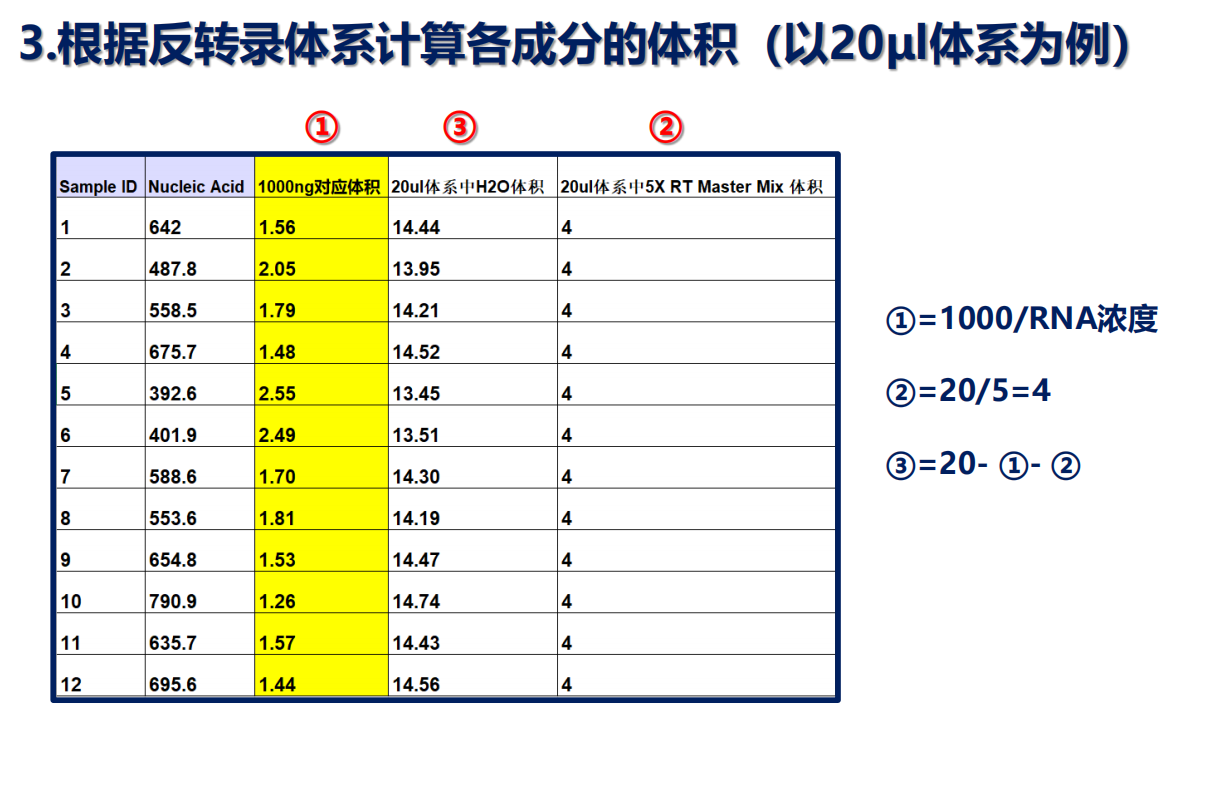 3.根据反转录体系计算各成分的体积（以20μl体系为例）
① ③ ②
Sample ID Nucleic Acid 1000ng对应体积 20ul体系中H2O体积 20ul体系中5X RT Master Mix 体积
1 642 1.56 14.44 4
2 487.8 2.05 13.95 4
3 558.5 1.79 14.21 4
4 675.7 1.48 14.52 4
5 392.6 2.55 13.45 4
6 401.9 2.49 13.51 4
7 588.6 1.70 14.30 4
8 553.6 1.81 14.19 4
9 654.8 1.53 14.47 4
10 790.9 1.26 14.74 4
11 635.7 1.57 14.43 4
12 695.6 1.44 14.56 4
①=1000/RNA浓度
②=20/5=4
③=20- ①- ②